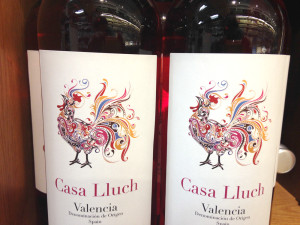 Casa Lluch
Valencia
Denominación de Origen
Spain
Casa Lluch
Valencia
Denominación de Origen
Spain